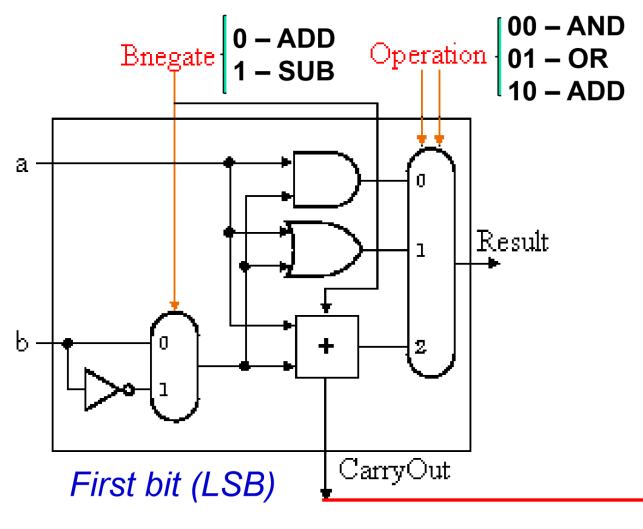 Bnegate
0 – ADD
1 – SUB
Operation
00 – AND
01 – OR
10 – ADD
a
0
1
Result
b
0
1
+
2
CarryOut
First bit (LSB)